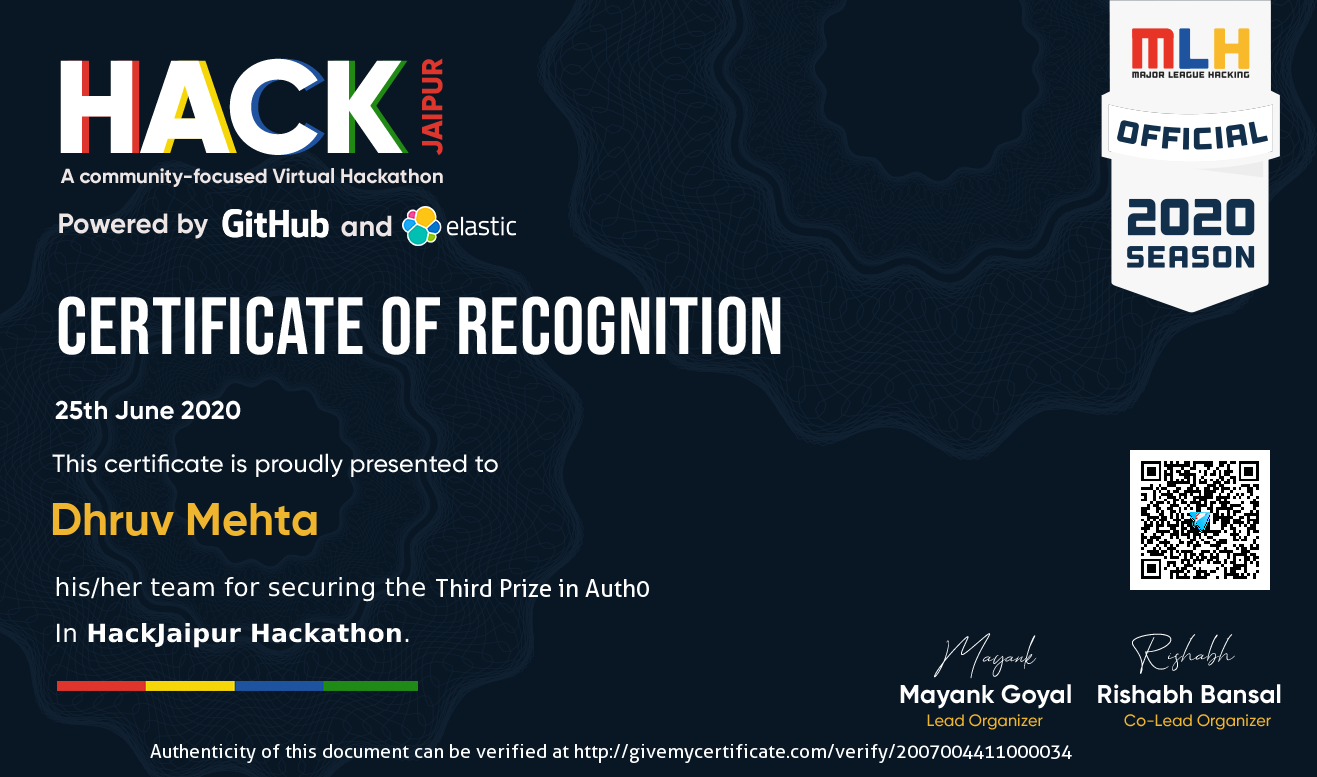 HACK JAIPUR
A community-focused Virtual Hackathon
Powered by GitHub and elastic
MLH
MAJOR LEAGUE HACKING
OFFICIAL
2020
SEASON
CERTIFICATE OF RECOGNITION
25th June 2020
This certificate is proudly presented to
Dhruv Mehta
his/her team for securing the Third Prize in Auth0
In HackJaipur Hackathon.
Mayank Rishabh
Mayank Goyal Rishabh Bansal
Lead Organizer Co-Lead Organizer
Authenticity of this document can be verified at http://givemycertificate.com/verify/2007004411000034